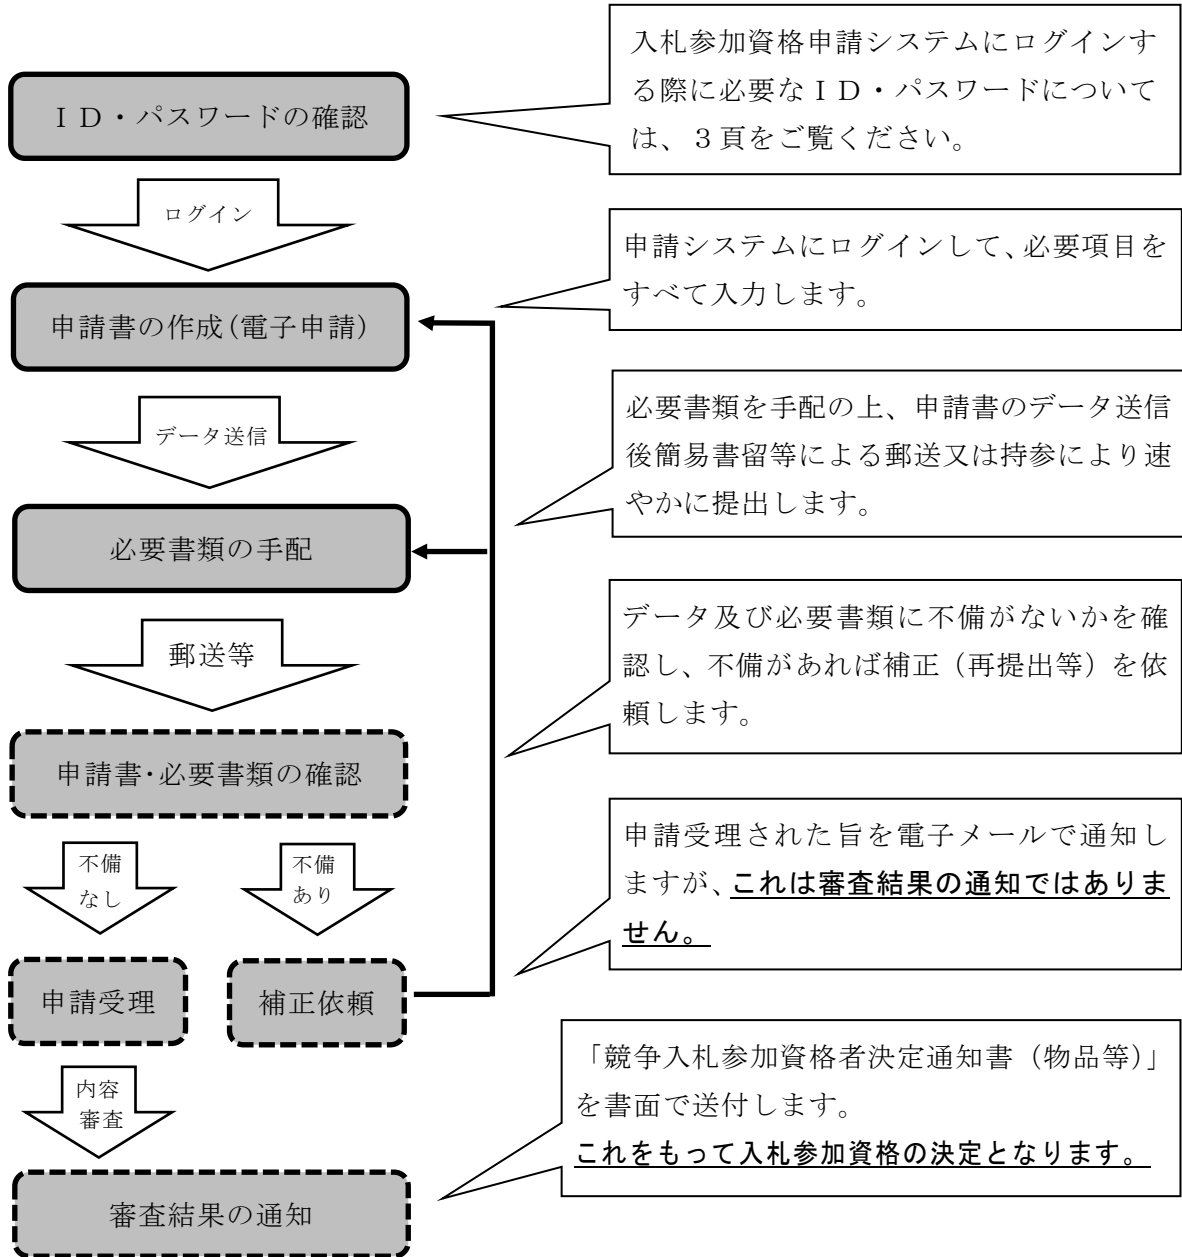 入札参加資格申請システムにログインす
る際に必要なＩＤ・パスワードについて
は、３頁をご覧ください。
ＩＤ・パスワードの確認
ログイン
申請システムにログインして、必要項目を
すべて入力します。
申請書の作成（電子申請）
データ送信
必要書類を手配の上、申請書のデータ送信
後簡易書留等による郵送又は持参により速
やかに提出します。
必要書類の手配
郵送等
データ及び必要書類に不備がないかを確
認し、不備があれば補正（再提出等）を依
頼します。
申請書・必要書類の確認
不備
なし
不備
あり
申請受理された旨を電子メールで通知し
ますが、これは審査結果の通知ではありま
せん。
申請受理
補正依頼
内容
審査
「競争入札参加資格者決定通知書（物品等）」
を書面で送付します。
これをもって入札参加資格の決定となります。
審査結果の通知